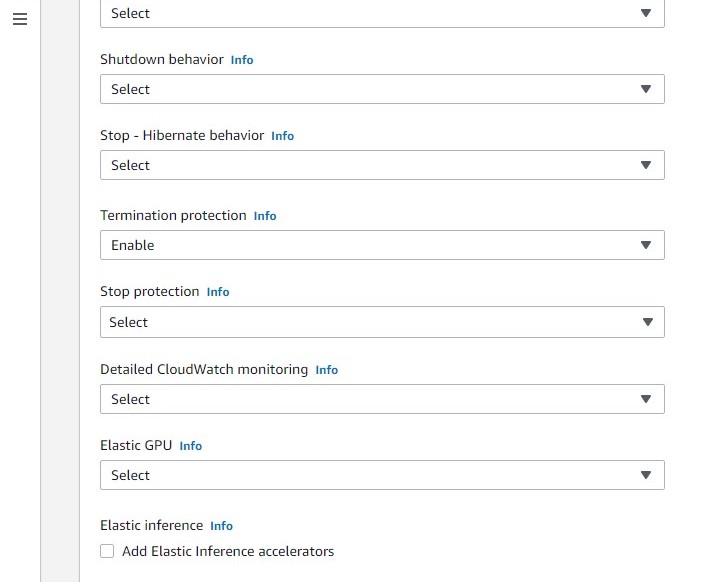 Select
Shutdown behavior Info
Select
Stop - Hibernate behavior Info
Select
Termination protection Info
Enable
Stop protection Info
Select
Detailed CloudWatch monitoring Info
Select
Elastic GPU Info
Select
Elastic inference Info
Add Elastic Inference accelerators